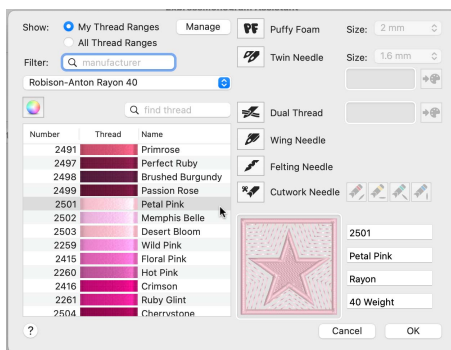 Show:
My Thread Ranges
Manage
All Thread Ranges
Filter:
manufacturer
Robison-Anton Rayon 40
find thread
Number Thread Name
2491 Primrose
2497 Perfect Ruby
2498 Brushed Burgundy
2499 Passion Rose
2501 Petal Pink
2502 Memphis Belle
2503 Desert Bloom
2259 Wild Pink
2415 Floral Pink
2260 Hot Pink
2416 Crimson
2261 Ruby Glint
2504 Cherrystone
?
PF Puffy Foam Size: 2 mm
Twin Needle Size: 1.6 mm
Dual Thread
Wing Needle
Felting Needle
Cutwork Needle
2501
Petal Pink
Rayon
40 Weight
Cancel OK